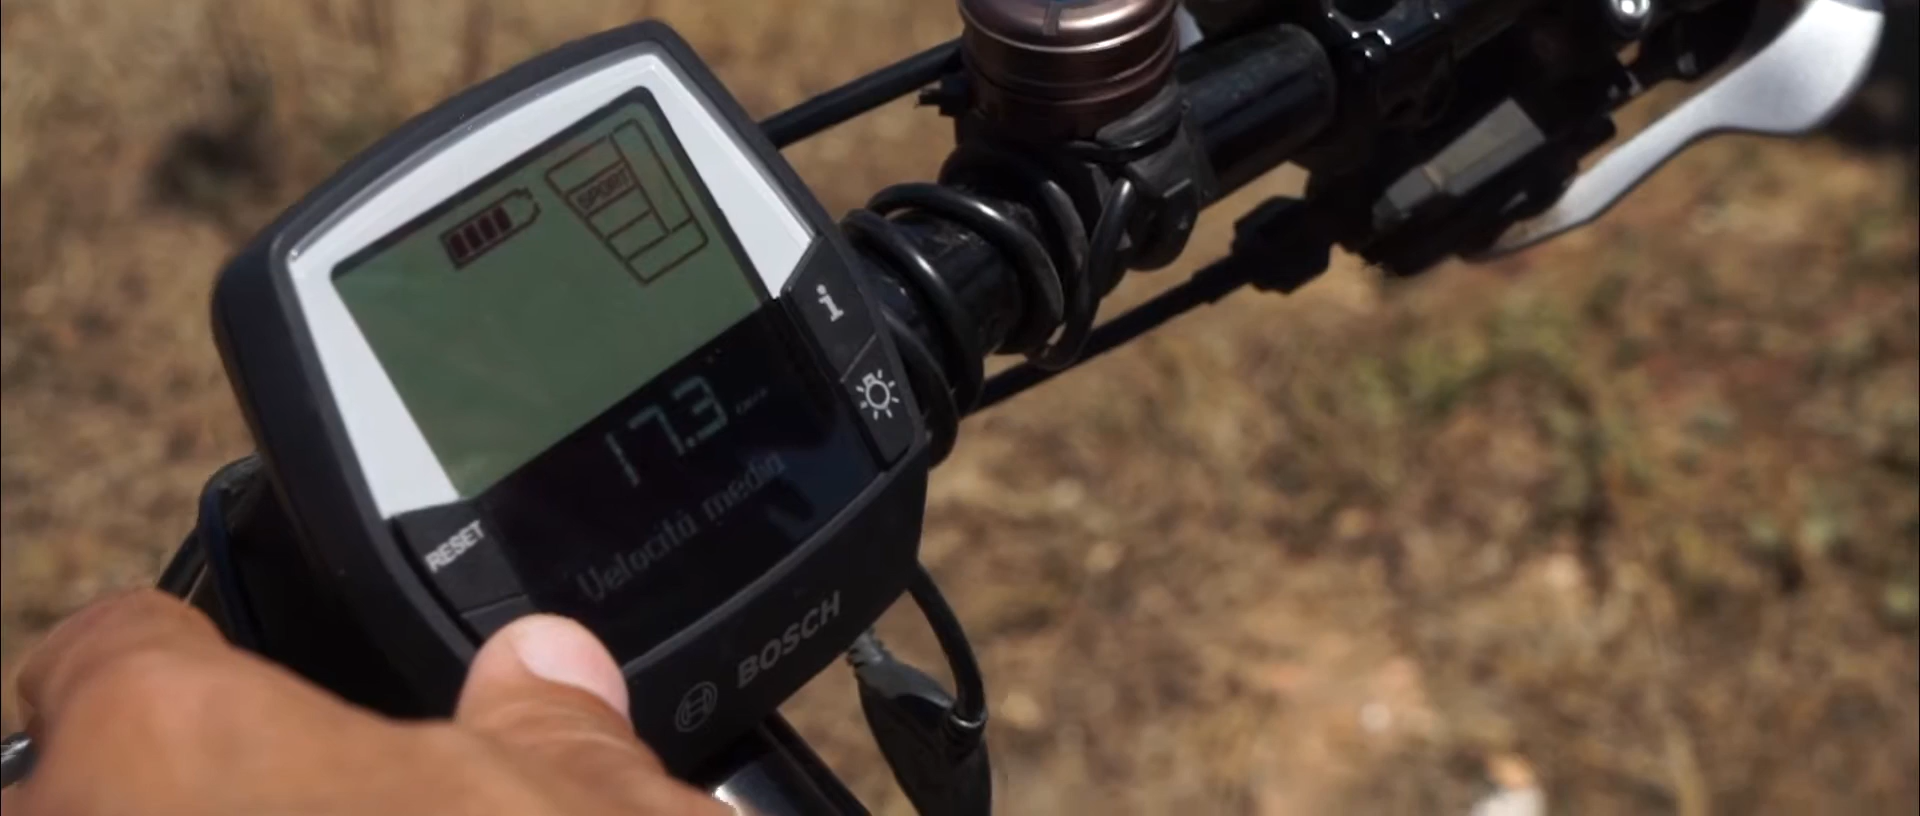 SPORT
i
17.3
Velocità media
RESET
BOSCH